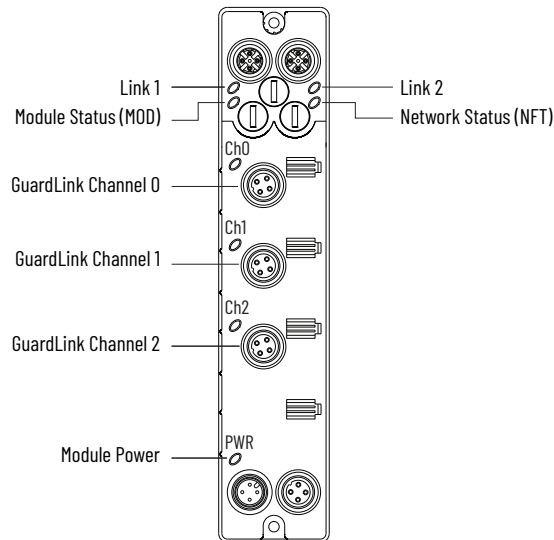 Link 1
Link 2
Module Status (MOD)
Network Status (NFT)
Ch0
GuardLink Channel 0
Ch1
GuardLink Channel 1
Ch2
GuardLink Channel 2
PWR
Module Power